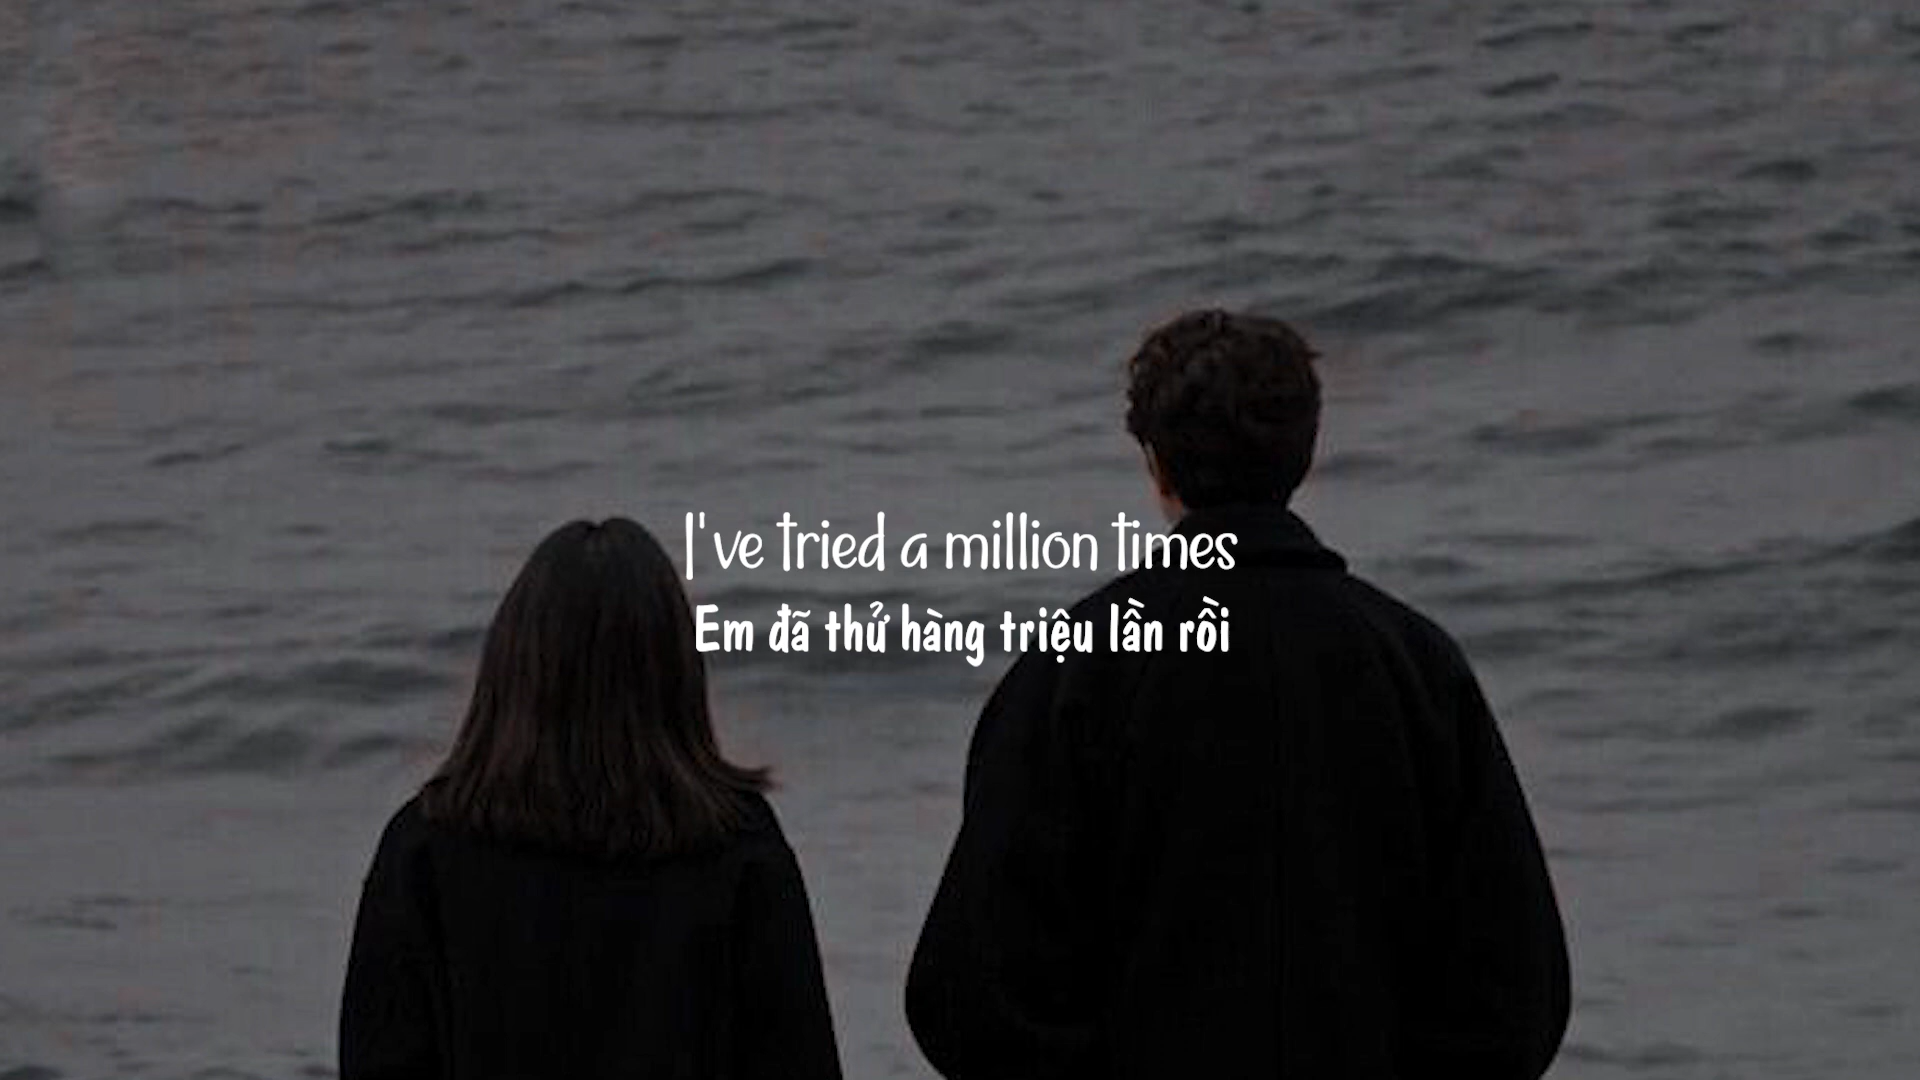 I've tried a million times
Em đã thử hàng triệu lần rồi